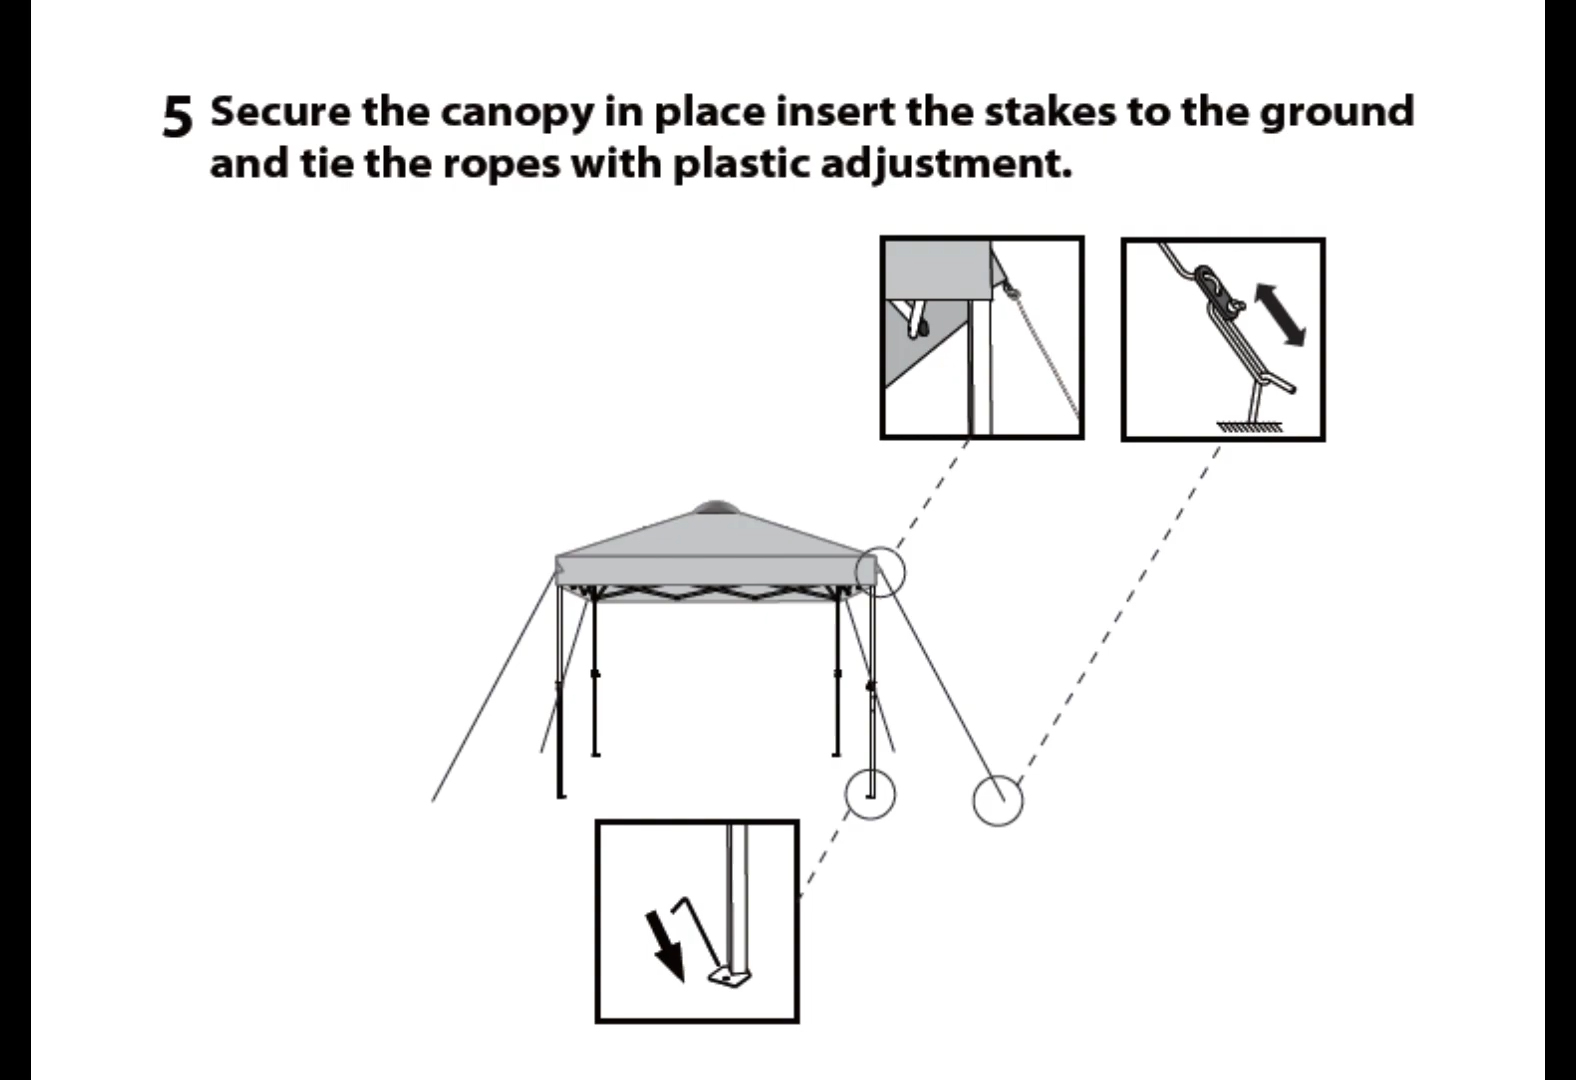 5 Secure the canopy in place insert the stakes to the ground
and tie the ropes with plastic adjustment.